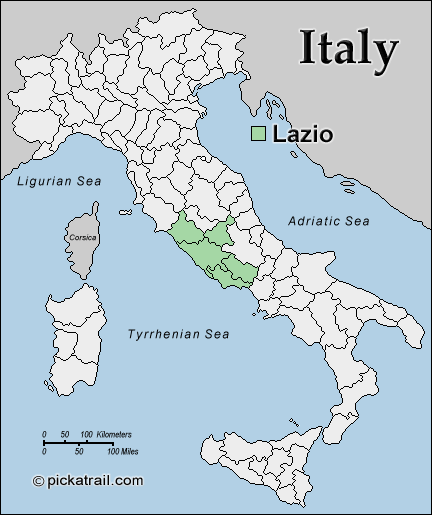 Italy
Lazio
Ligurian Sea
Adriatic Sea
Corsica
Tyrrhenian Sea
0 50 100 Kilometers
0 50 100 Miles
© pickatrail.com